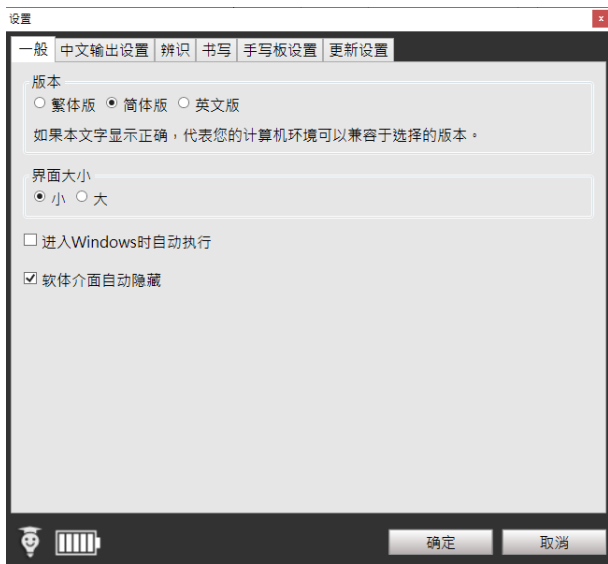 设置
一般 中文输出设置 辨识 书写 手写板设置 更新设置
版本
繁体版 简体版 英文版
如果本文字显示正确，代表您的计算机环境可以兼容于选择的版本。
界面大小
小 大
进入Windows时自动执行
软体介面自动隐藏
确定 取消